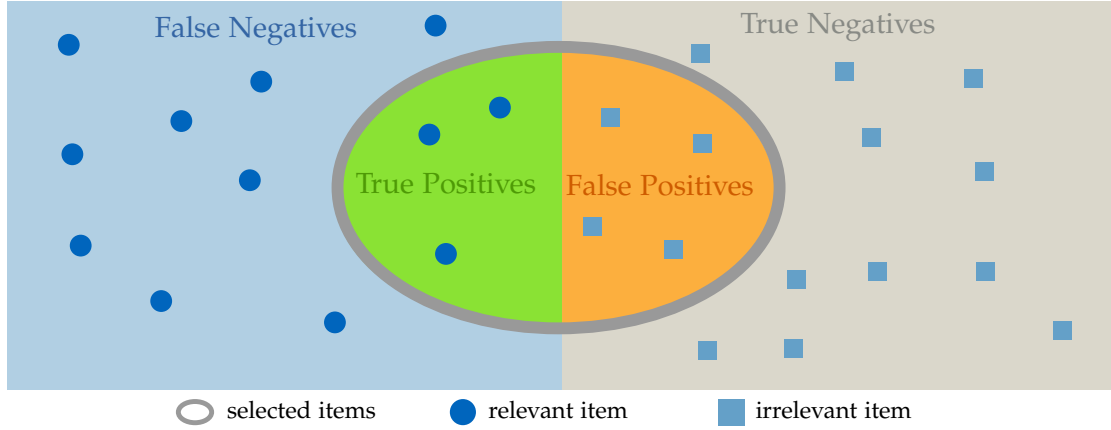 False Negatives
True Negatives
True Positives
False Positives
selected items
relevant item
irrelevant item